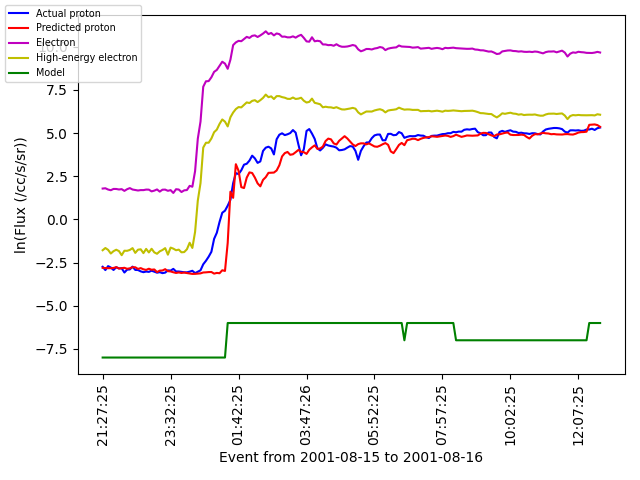 Actual proton
Predicted proton
Electron
High-energy electron
Model
10.0
7.5
5.0
2.5
0.0
−2.5
−5.0
−7.5
ln(Flux (/cc/s/sr))
21:27:25
23:32:25
01:42:25
03:47:26
05:52:25
07:57:25
10:02:25
12:07:25
Event from 2001-08-15 to 2001-08-16